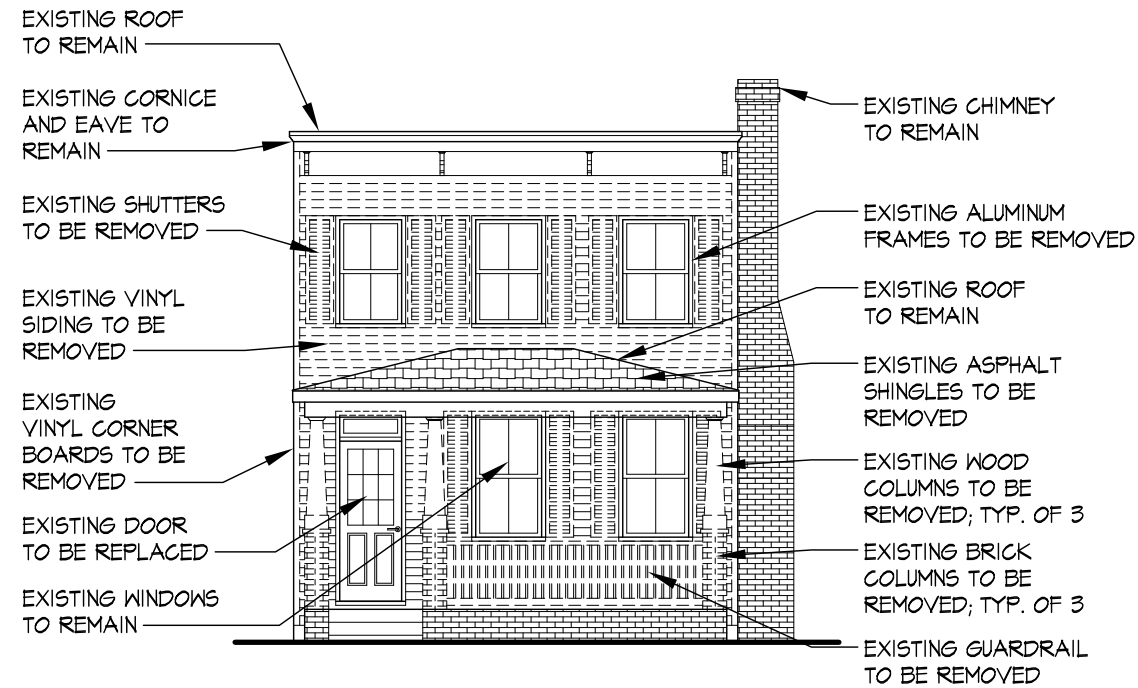 EXISTING ROOF
TO REMAIN
EXISTING CORNICE
AND EAVE TO
REMAIN
EXISTING SHUTTERS
TO BE REMOVED
EXISTING VINYL
SIDING TO BE
REMOVED
EXISTING
VINYL CORNER
BOARDS TO BE
REMOVED
EXISTING DOOR
TO BE REPLACED
EXISTING WINDOWS
TO REMAIN
EXISTING CHIMNEY
TO REMAIN
EXISTING ALUMINUM
FRAMES TO BE REMOVED
EXISTING ROOF
TO REMAIN
EXISTING ASPHALT
SHINGLES TO BE
REMOVED
EXISTING WOOD
COLUMNS TO BE
REMOVED; TYP. OF 3
EXISTING BRICK
COLUMNS TO BE
REMOVED; TYP. OF 3
EXISTING GUARDRAIL
TO BE REMOVED